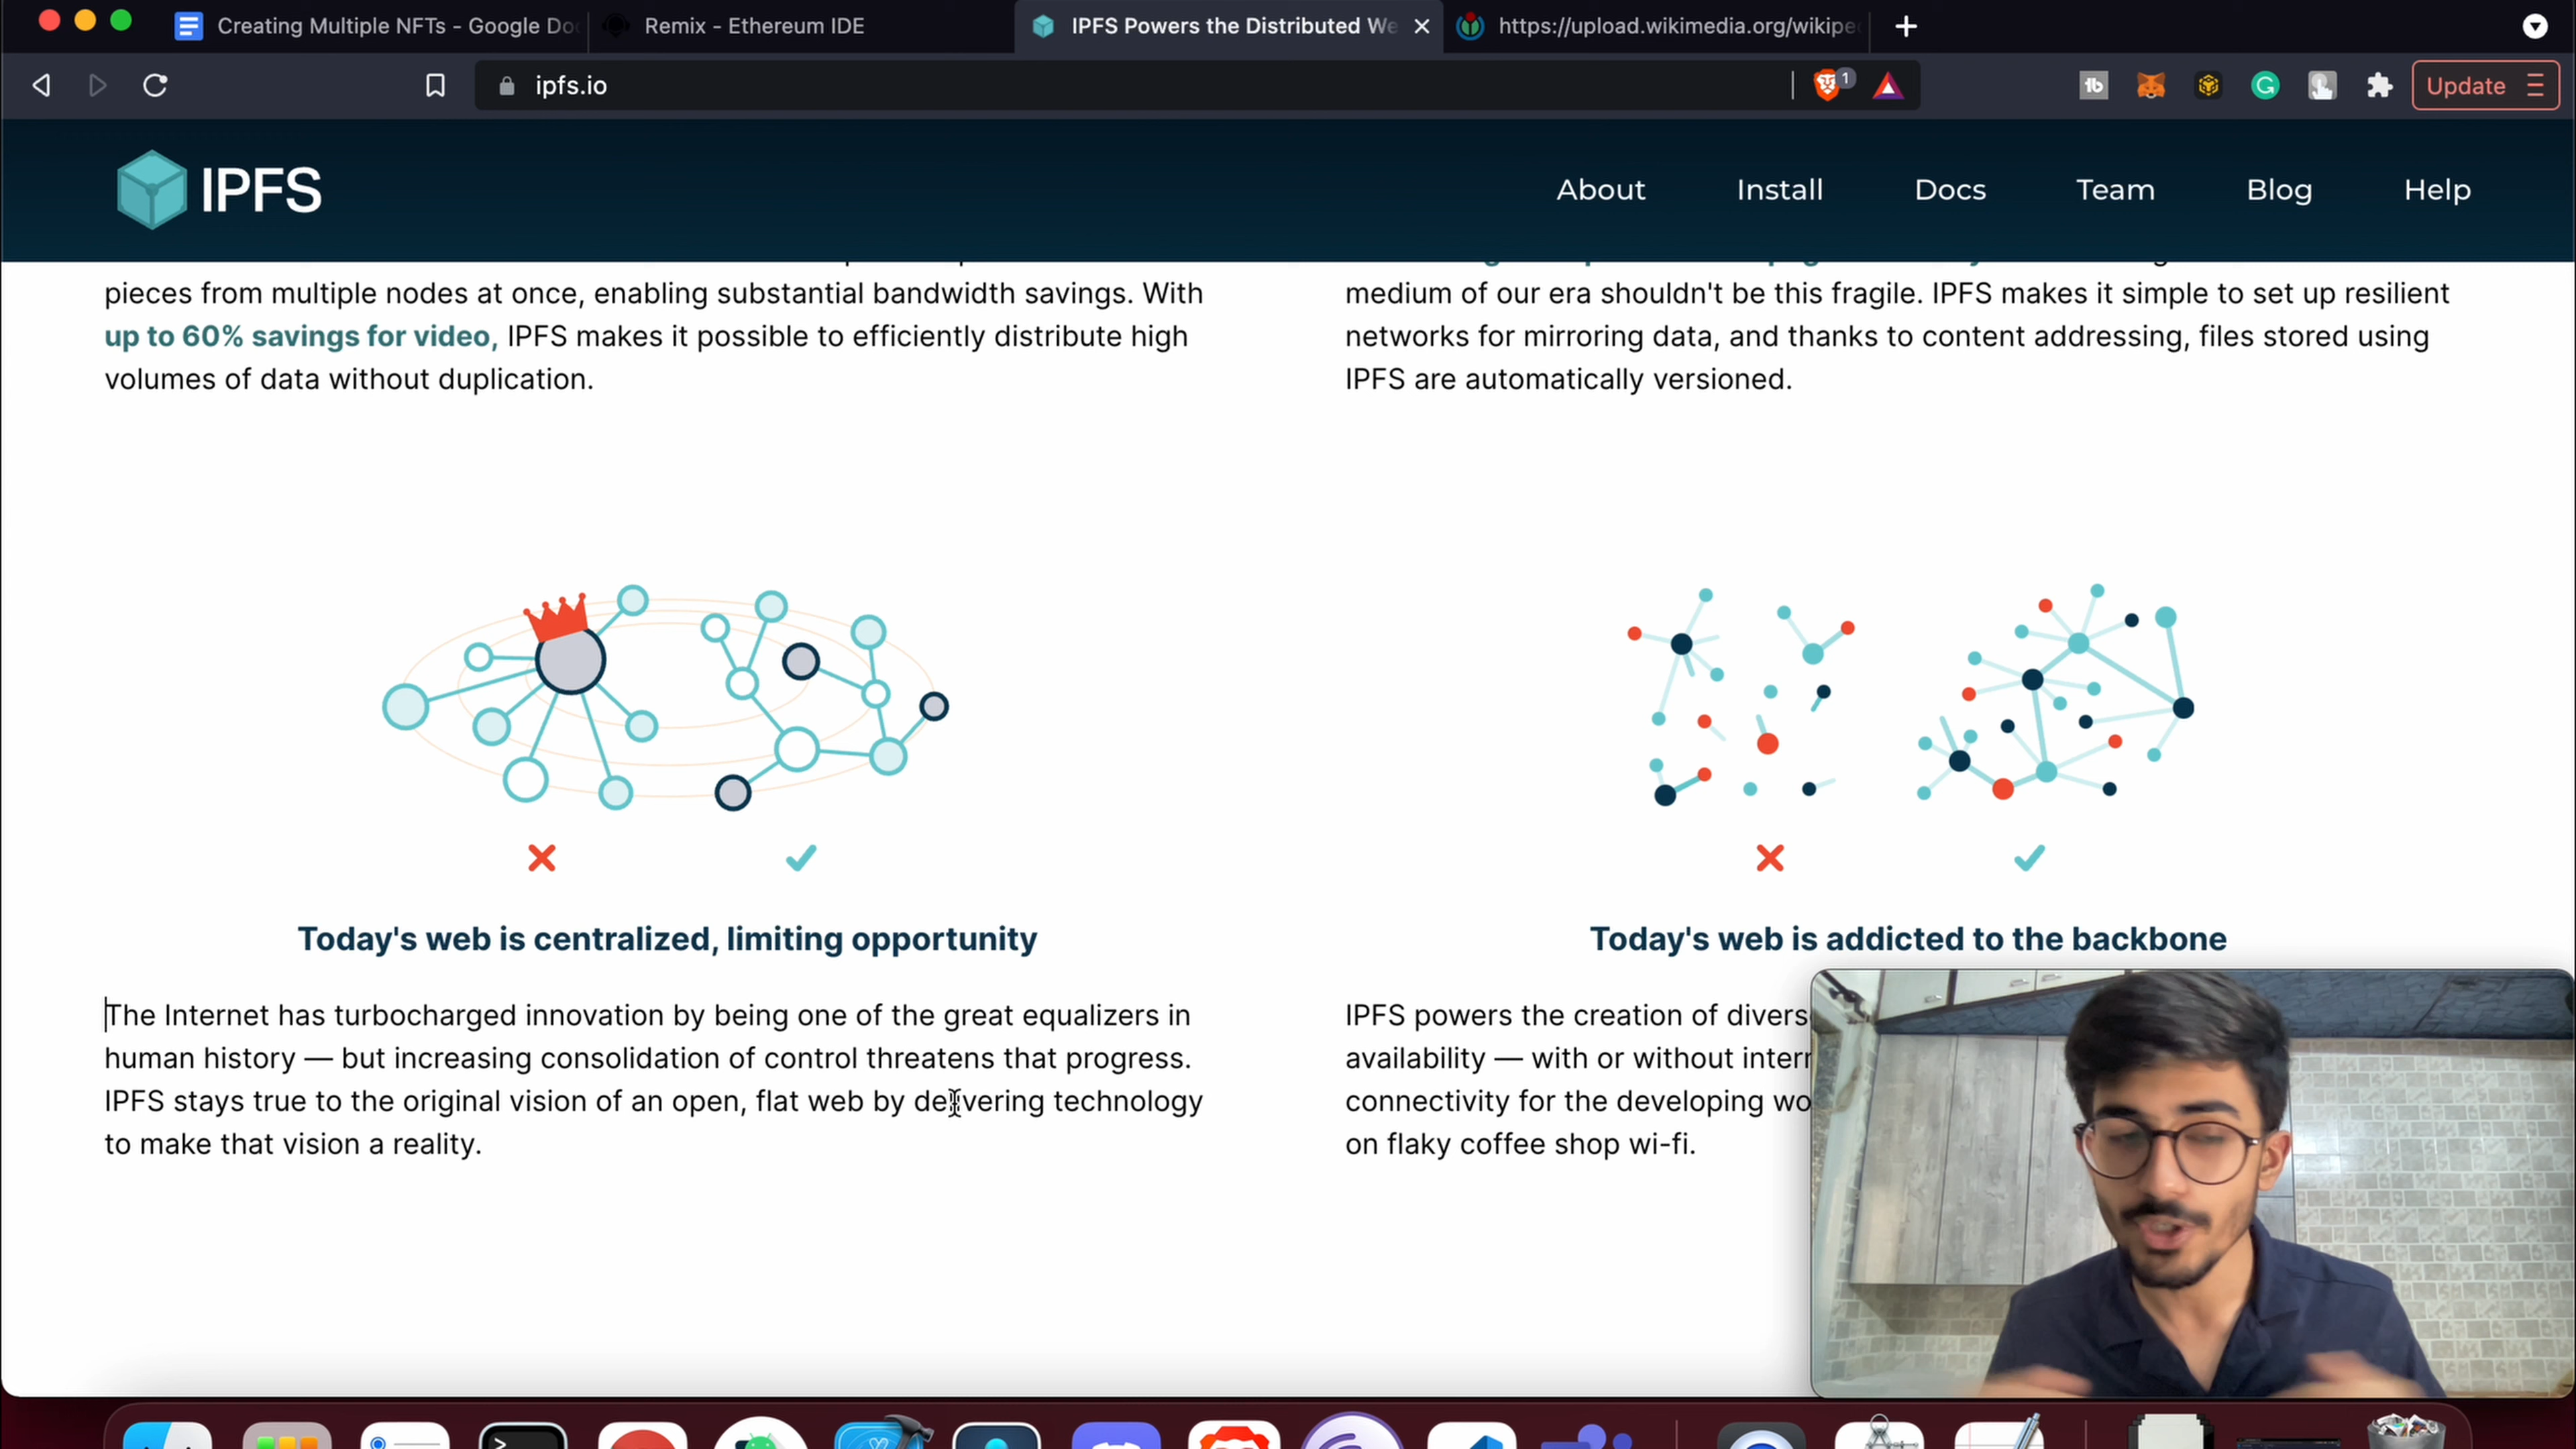 Creating Multiple NFTs - Google Do
Remix - Ethereum IDE
IPFS Powers the Distributed We
https://upload.wikimedia.org/wikipe
ipfs.io
1
Update
IPFS
About
Install
Docs
Team
Blog
Help
pieces from multiple nodes at once, enabling substantial bandwidth savings. With
up to 60% savings for video, IPFS makes it possible to efficiently distribute high
volumes of data without duplication.
medium of our era shouldn't be this fragile. IPFS makes it simple to set up resilient
networks for mirroring data, and thanks to content addressing, files stored using
IPFS are automatically versioned.
Today's web is centralized, limiting opportunity
The Internet has turbocharged innovation by being one of the great equalizers in
human history — but increasing consolidation of control threatens that progress.
IPFS stays true to the original vision of an open, flat web by delivering technology
to make that vision a reality.
Today's web is addicted to the backbone
IPFS powers the creation of divers
availability — with or without intern
connectivity for the developing wo
on flaky coffee shop wi-fi.